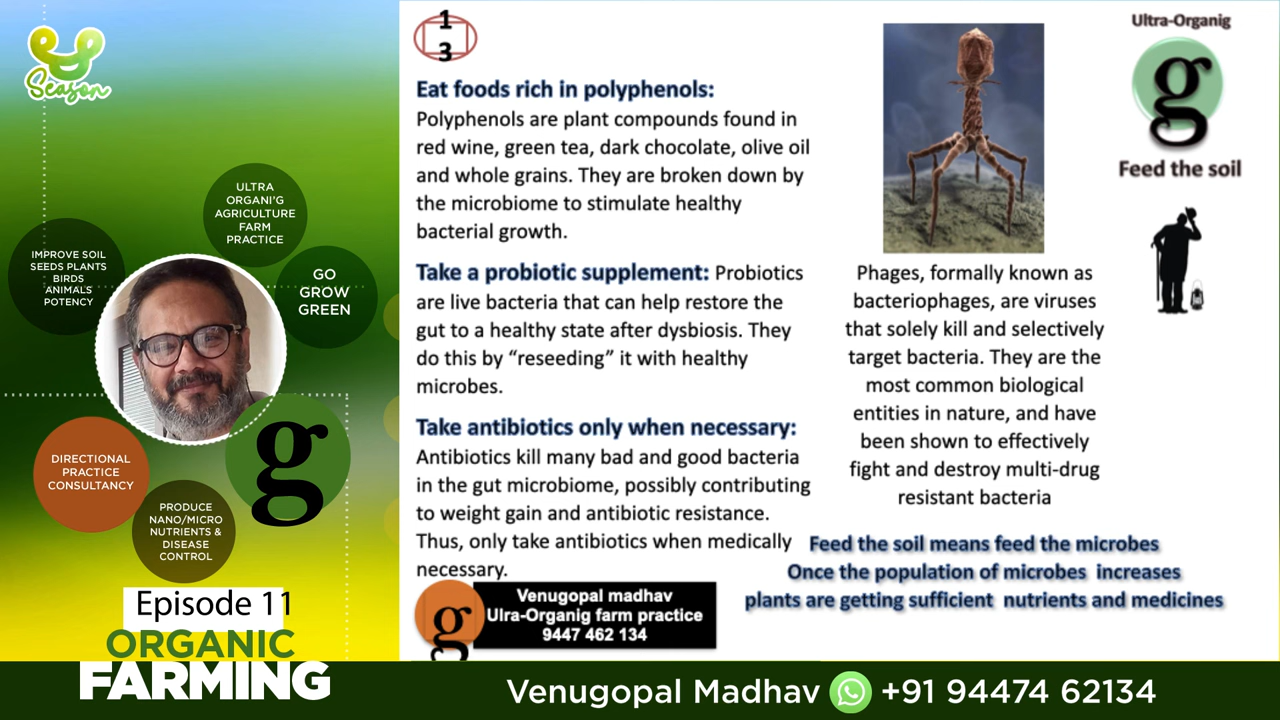 Season
ULTRA
ORGANI'G
AGRICULTURE
FARM
PRACTICE
IMPROVE SOIL
SEEDS PLANTS
BIRDS
ANIMALS
POTENCY
GO
GROW
GREEN
g
DIRECTIONAL
PRACTICE
CONSULTANCY
PRODUCE
NANO/MICRO
NUTRIENTS &
DISEASE
CONTROL
Episode 11
ORGANIC
FARMING
1
3
Eat foods rich in polyphenols:
Polyphenols are plant compounds found in
red wine, green tea, dark chocolate, olive oil
and whole grains. They are broken down by
the microbiome to stimulate healthy
bacterial growth.
Take a probiotic supplement: Probiotics
are live bacteria that can help restore the
gut to a healthy state after dysbiosis. They
do this by “reseeding” it with healthy
microbes.
Take antibiotics only when necessary:
Antibiotics kill many bad and good bacteria
in the gut microbiome, possibly contributing
to weight gain and antibiotic resistance.
Thus, only take antibiotics when medically
necessary.
g
Venugopal madhav
Ulra-Organig farm practice
9447 462 134
Ultra-Organig
g
Feed the soil
Phages, formally known as
bacteriophages, are viruses
that solely kill and selectively
target bacteria. They are the
most common biological
entities in nature, and have
been shown to effectively
fight and destroy multi-drug
resistant bacteria
Feed the soil means feed the microbes
Once the population of microbes increases
plants are getting sufficient nutrients and medicines
Venugopal Madhav +91 94474 62134